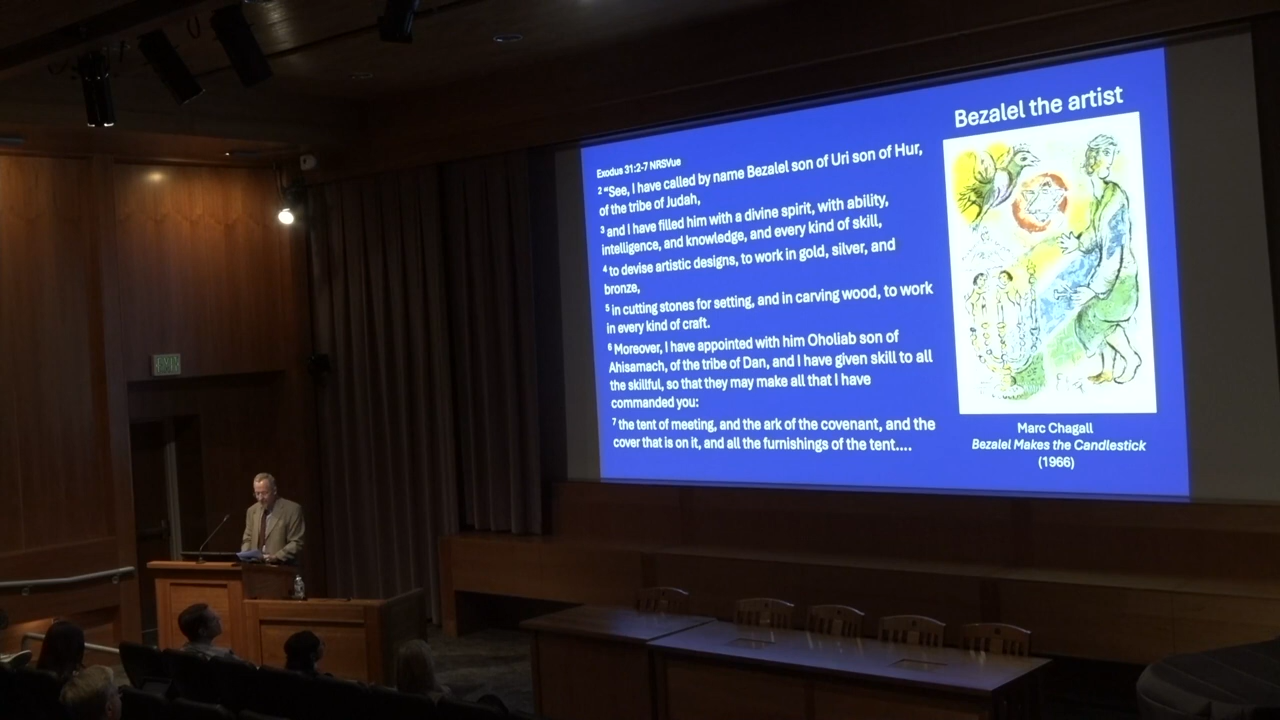 Bezalel the artist
Exodus 31:2-7 NRSVue
2 “See, I have called by name Bezalel son of Uri son of Hur,
of the tribe of Judah,
3 and I have filled him with a divine spirit, with ability,
intelligence, and knowledge, and every kind of skill,
4 to devise artistic designs, to work in gold, silver, and
bronze,
5 in cutting stones for setting, and in carving wood, to work
in every kind of craft.
6 Moreover, I have appointed with him Oholiab son of
Ahisamach, of the tribe of Dan, and I have given skill to all
the skillful, so that they may make all that I have
commanded you:
7 the tent of meeting, and the ark of the covenant, and the
cover that is on it, and all the furnishings of the tent....
Marc Chagall
Bezalel Makes the Candlestick
(1966)
EXIT